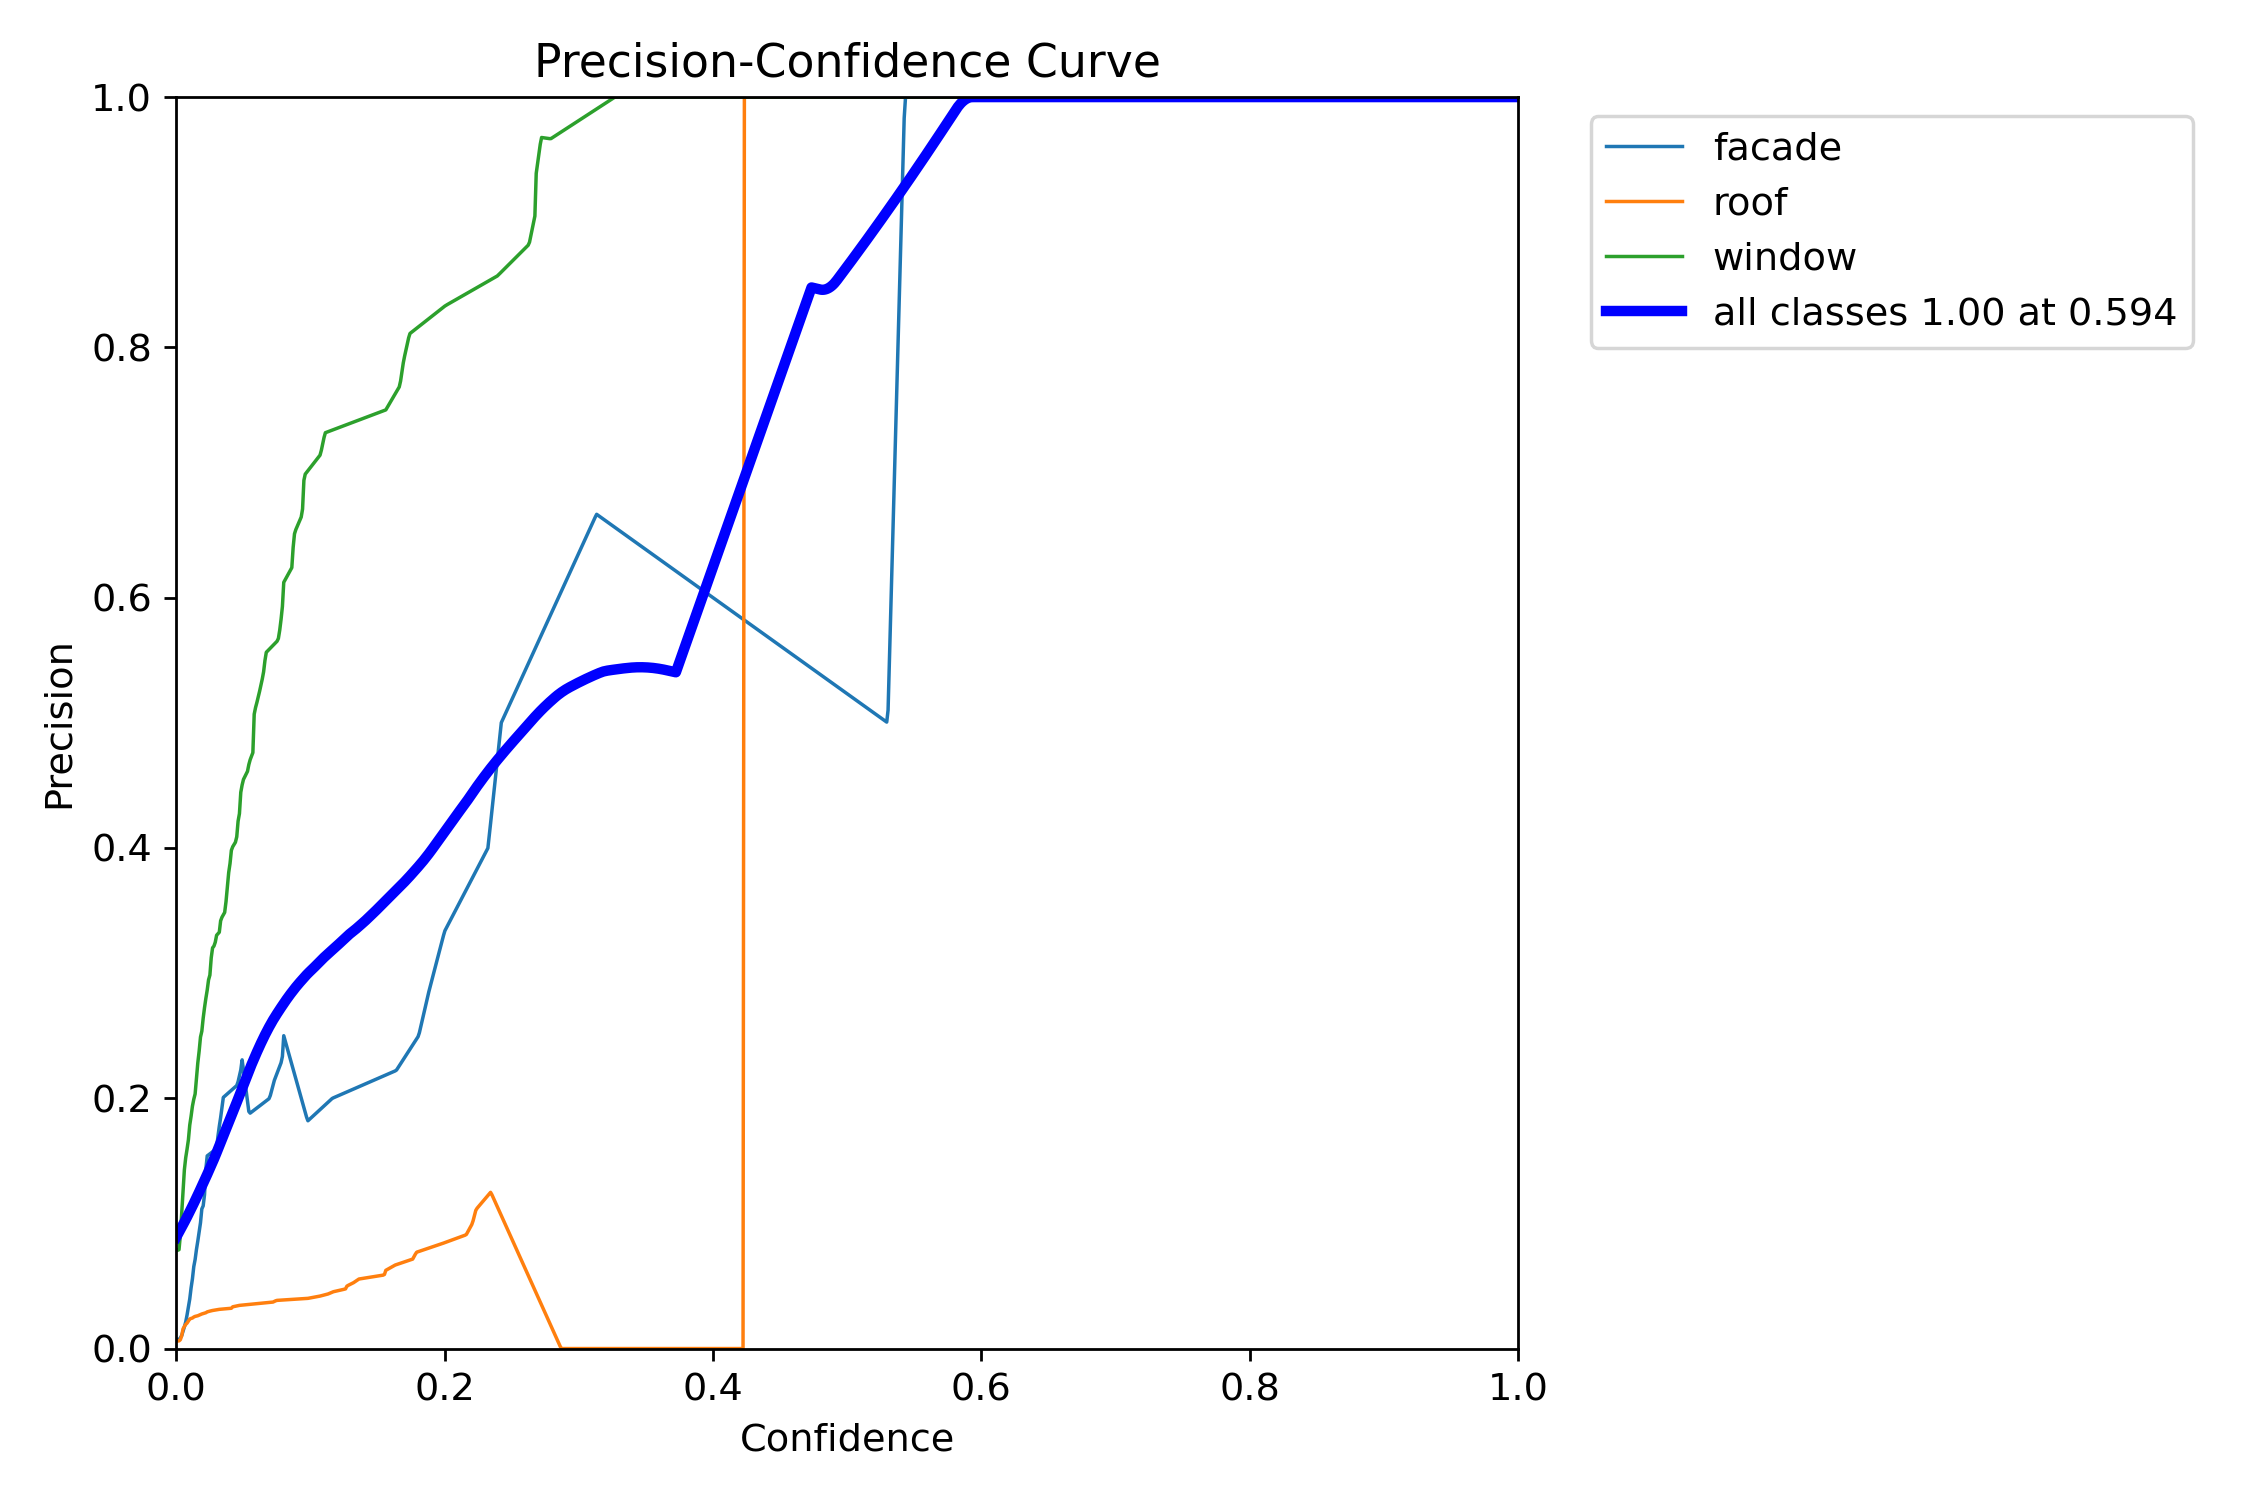 Precision-Confidence Curve
1.0
0.8
0.6
0.4
0.2
0.0
Precision
0.0 0.2 0.4 0.6 0.8 1.0
Confidence
facade
roof
window
all classes 1.00 at 0.594